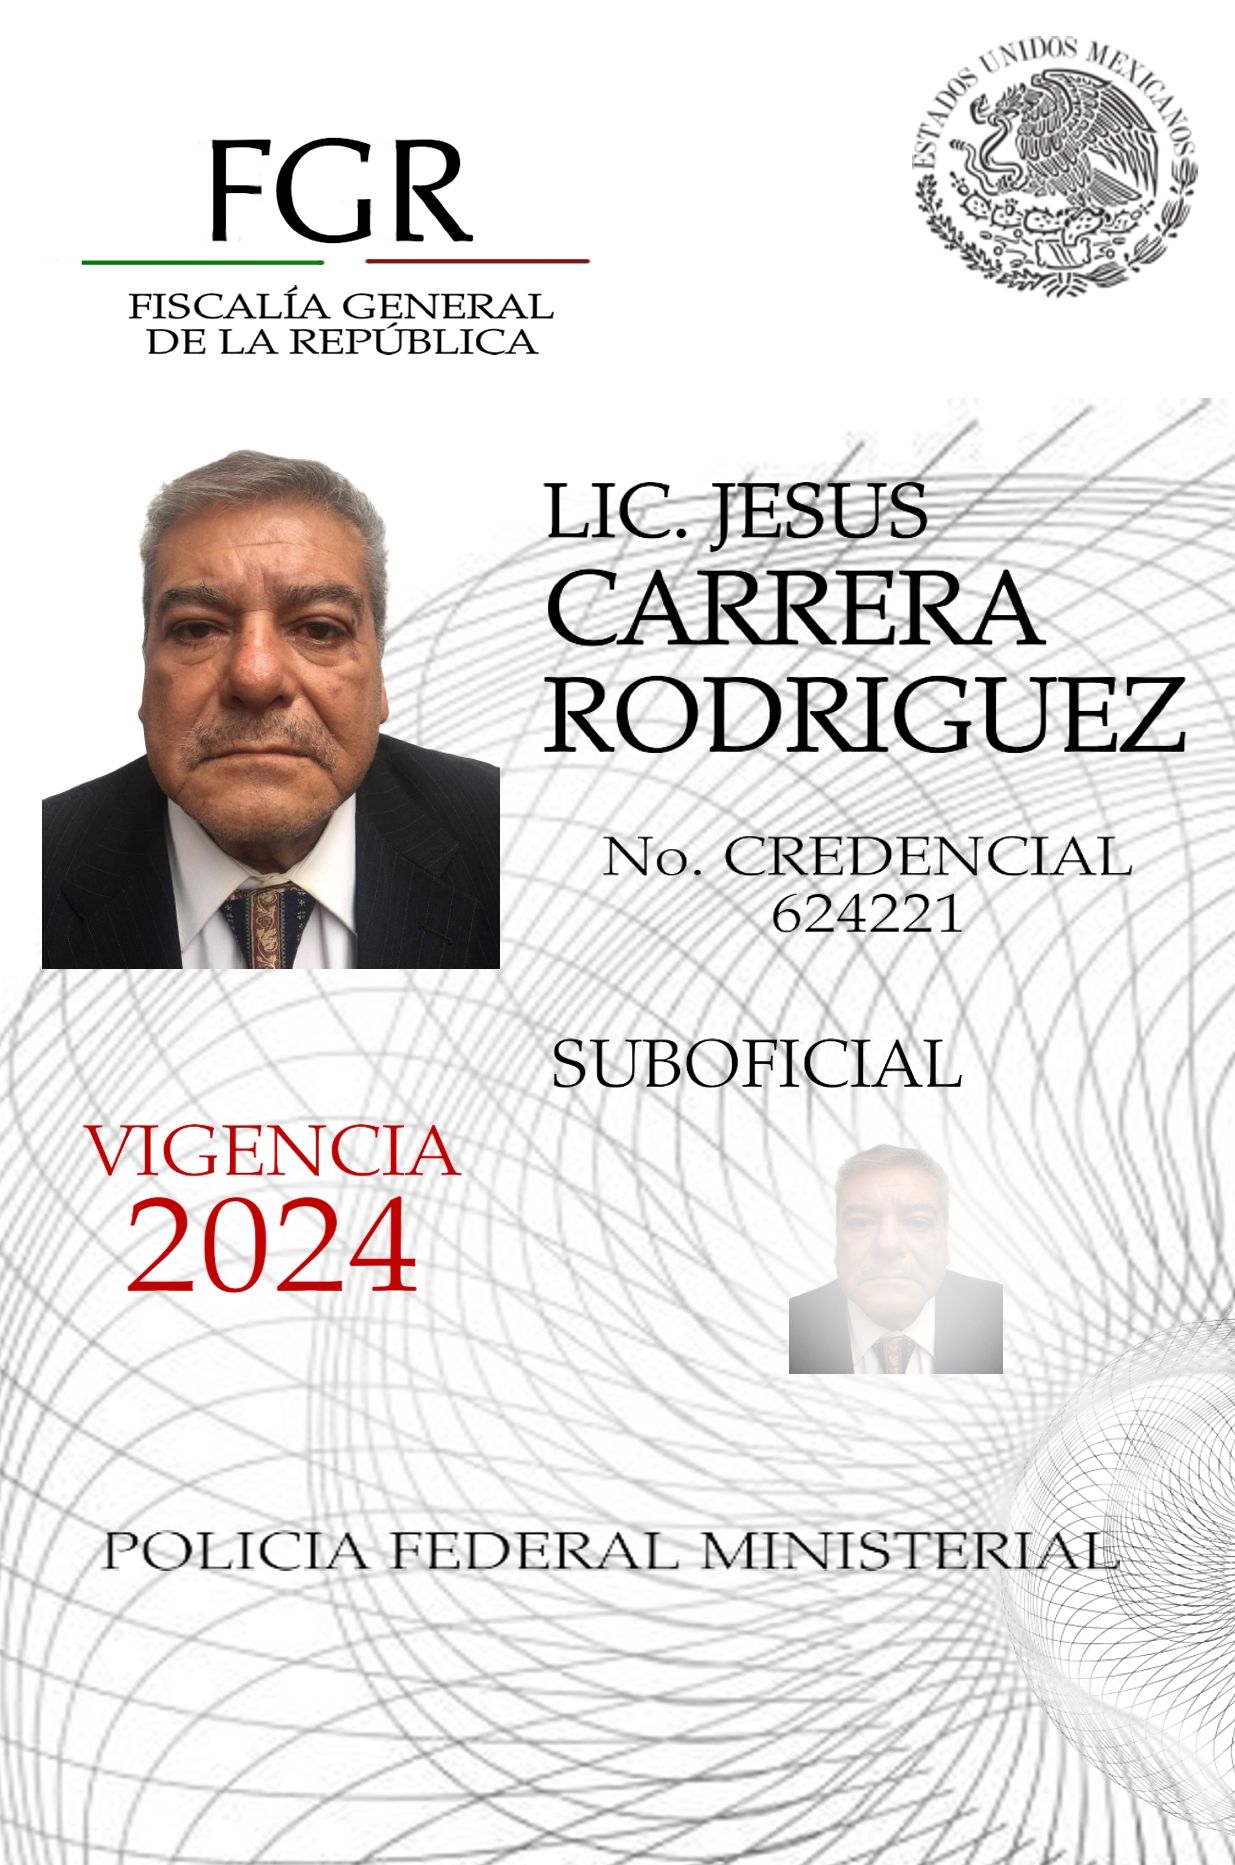 ESTADOS UNIDOS MEXICANOS
FGR
FISCALÍA GENERAL
DE LA REPÚBLICA
LIC. JESUS
CARRERA
RODRIGUEZ
No. CREDENCIAL
624221
SUBOFICIAL
VIGENCIA
2024
POLICIA FEDERAL MINISTERIAL